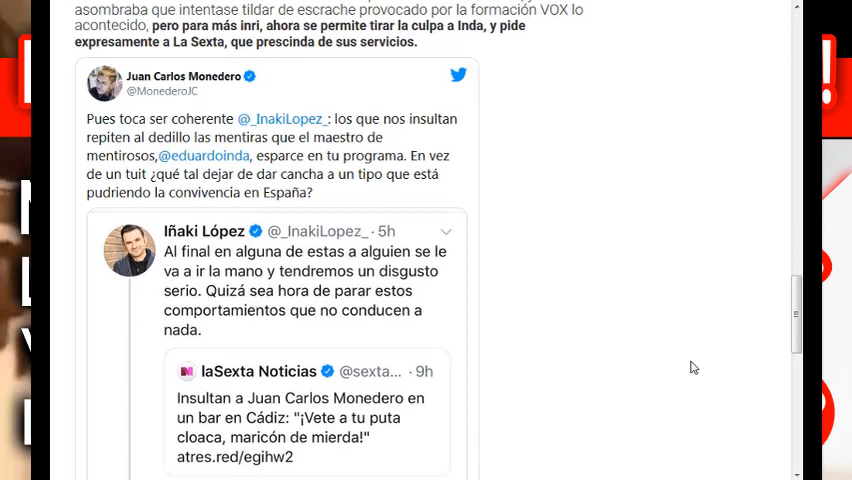 asombraba que intentase tildar de escrache provocado por la formación VOX lo
acontecido, pero para más inri, ahora se permite tirar la culpa a Inda, y pide
expresamente a La Sexta, que prescinda de sus servicios.
Juan Carlos Monedero
@MonederoJC
Pues toca ser coherente @_InakiLopez_: los que nos insultan
repiten al dedillo las mentiras que el maestro de
mentirosos,@eduardoinda, esparce en tu programa. En vez
de un tuit ¿qué tal dejar de dar cancha a un tipo que está
pudriendo la convivencia en España?
Iñaki López @_InakiLopez_ · 5h
Al final en alguna de estas a alguien se le
va a ir la mano y tendremos un disgusto
serio. Quizá sea hora de parar estos
comportamientos que no conducen a
nada.
laSexta Noticias @sexta... · 9h
Insultan a Juan Carlos Monedero en
un bar en Cádiz: "¡Vete a tu puta
cloaca, maricón de mierda!"
atres.red/egihw2